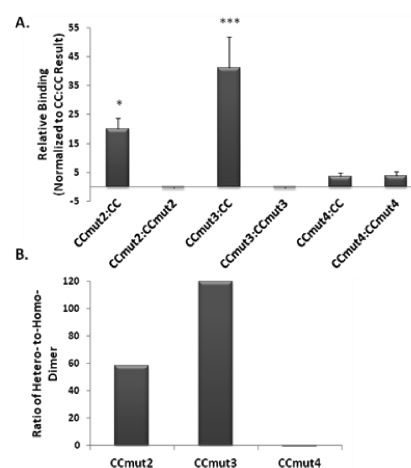 A.
Relative Binding
(Normalized to CC:CC Result)
55
45
35
25
15
5
-5
*
***
CCmut2:CC
CCmut2:CCmut2
CCmut3:CC
CCmut3:CCmut3
CCmut4:CC
CCmut4:CCmut4
B.
Ratio of Hetero- to-Homo-
Dimer
120
100
80
60
40
20
0
CCmut2
CCmut3
CCmut4